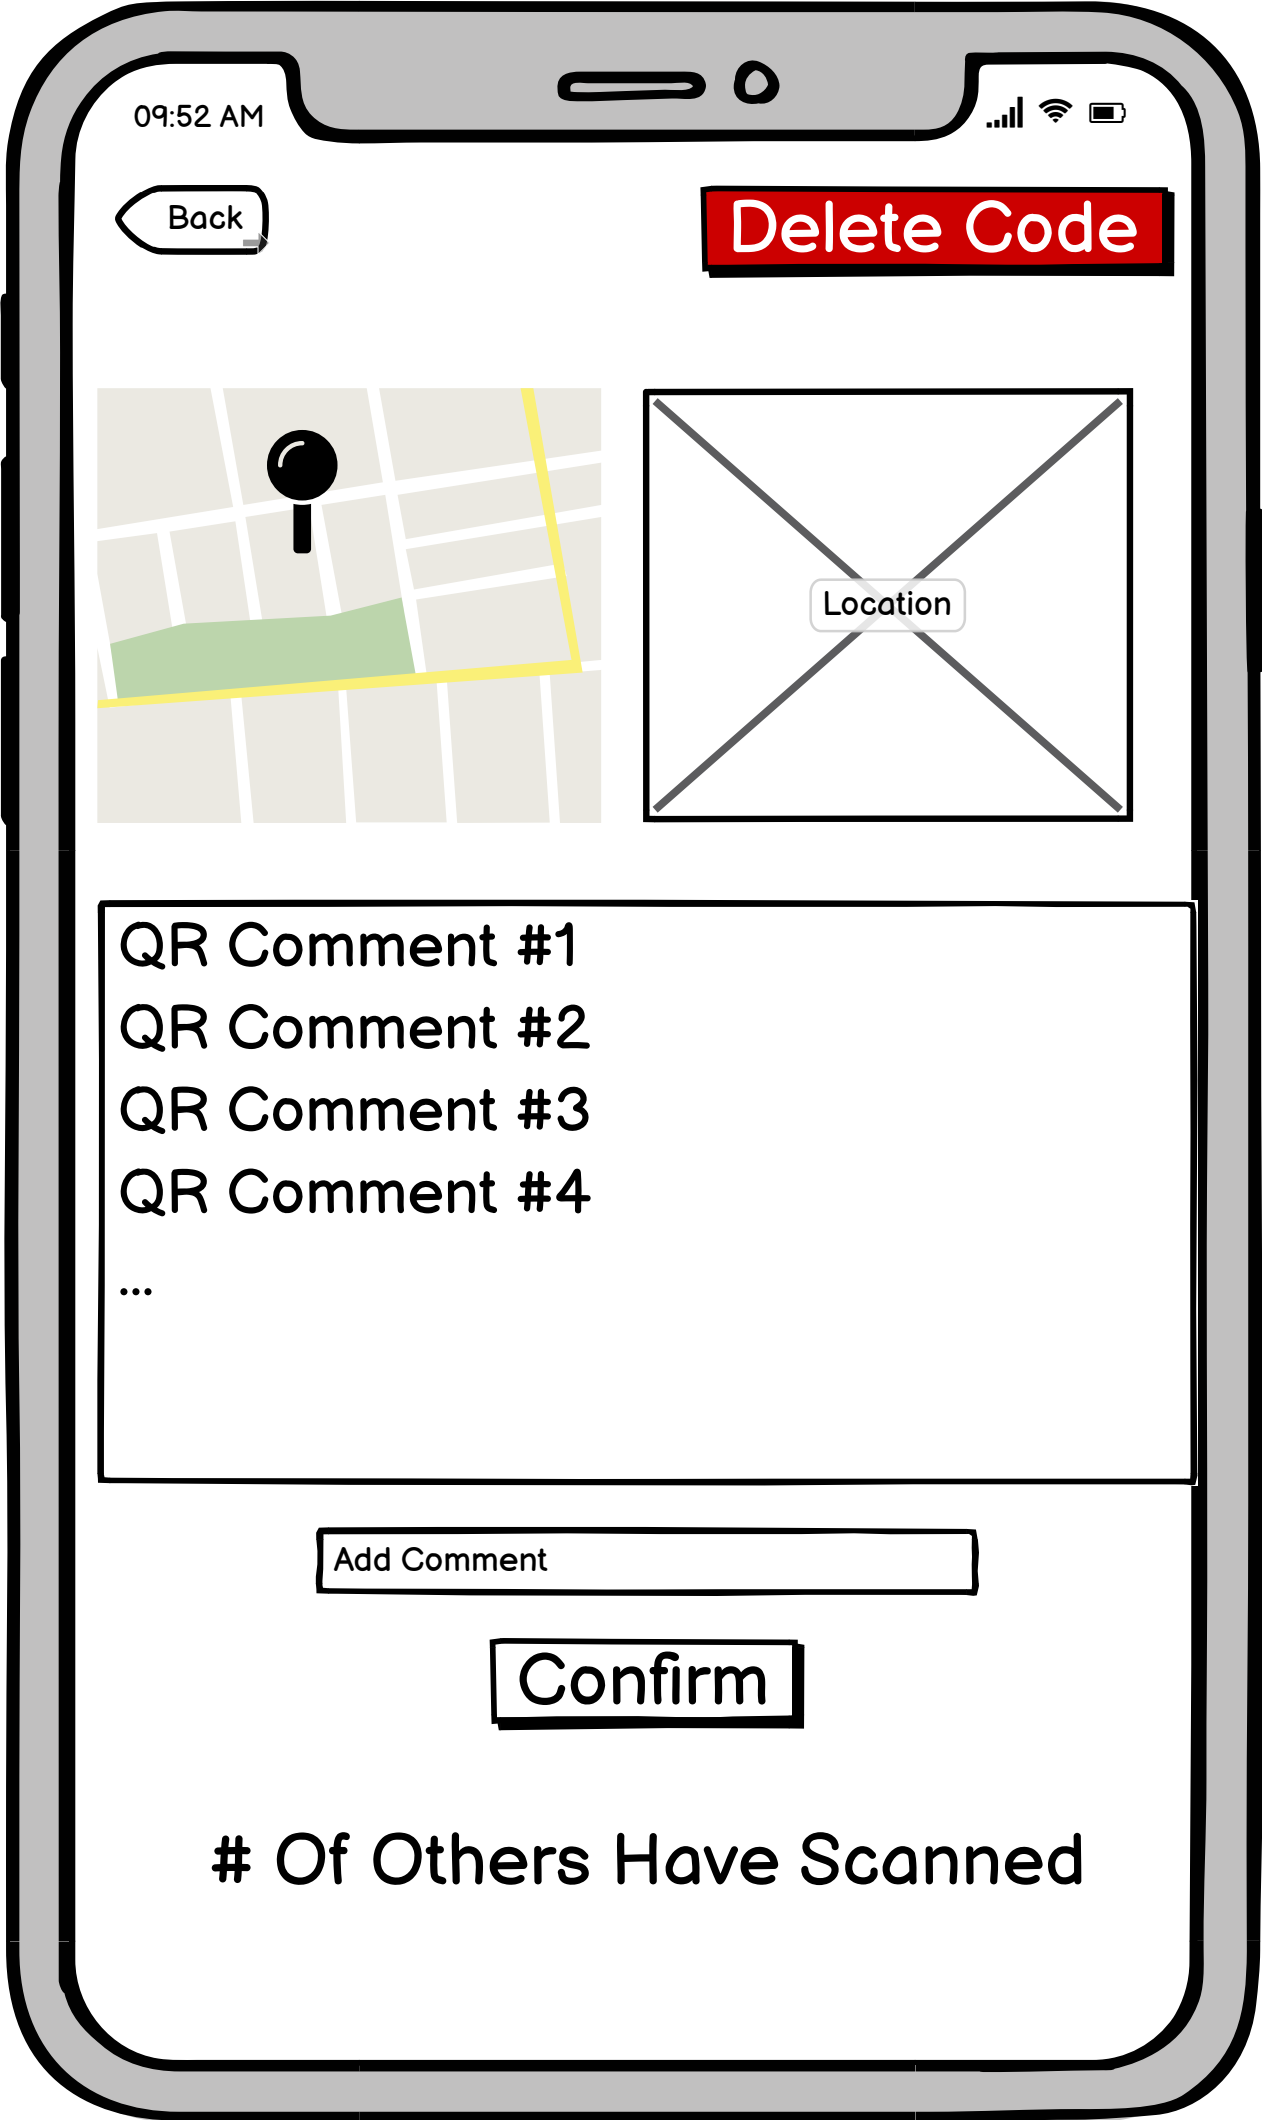 09:52 AM
Back
Delete Code
Location
QR Comment #1
QR Comment #2
QR Comment #3
QR Comment #4
...
Add Comment
Confirm
# Of Others Have Scanned